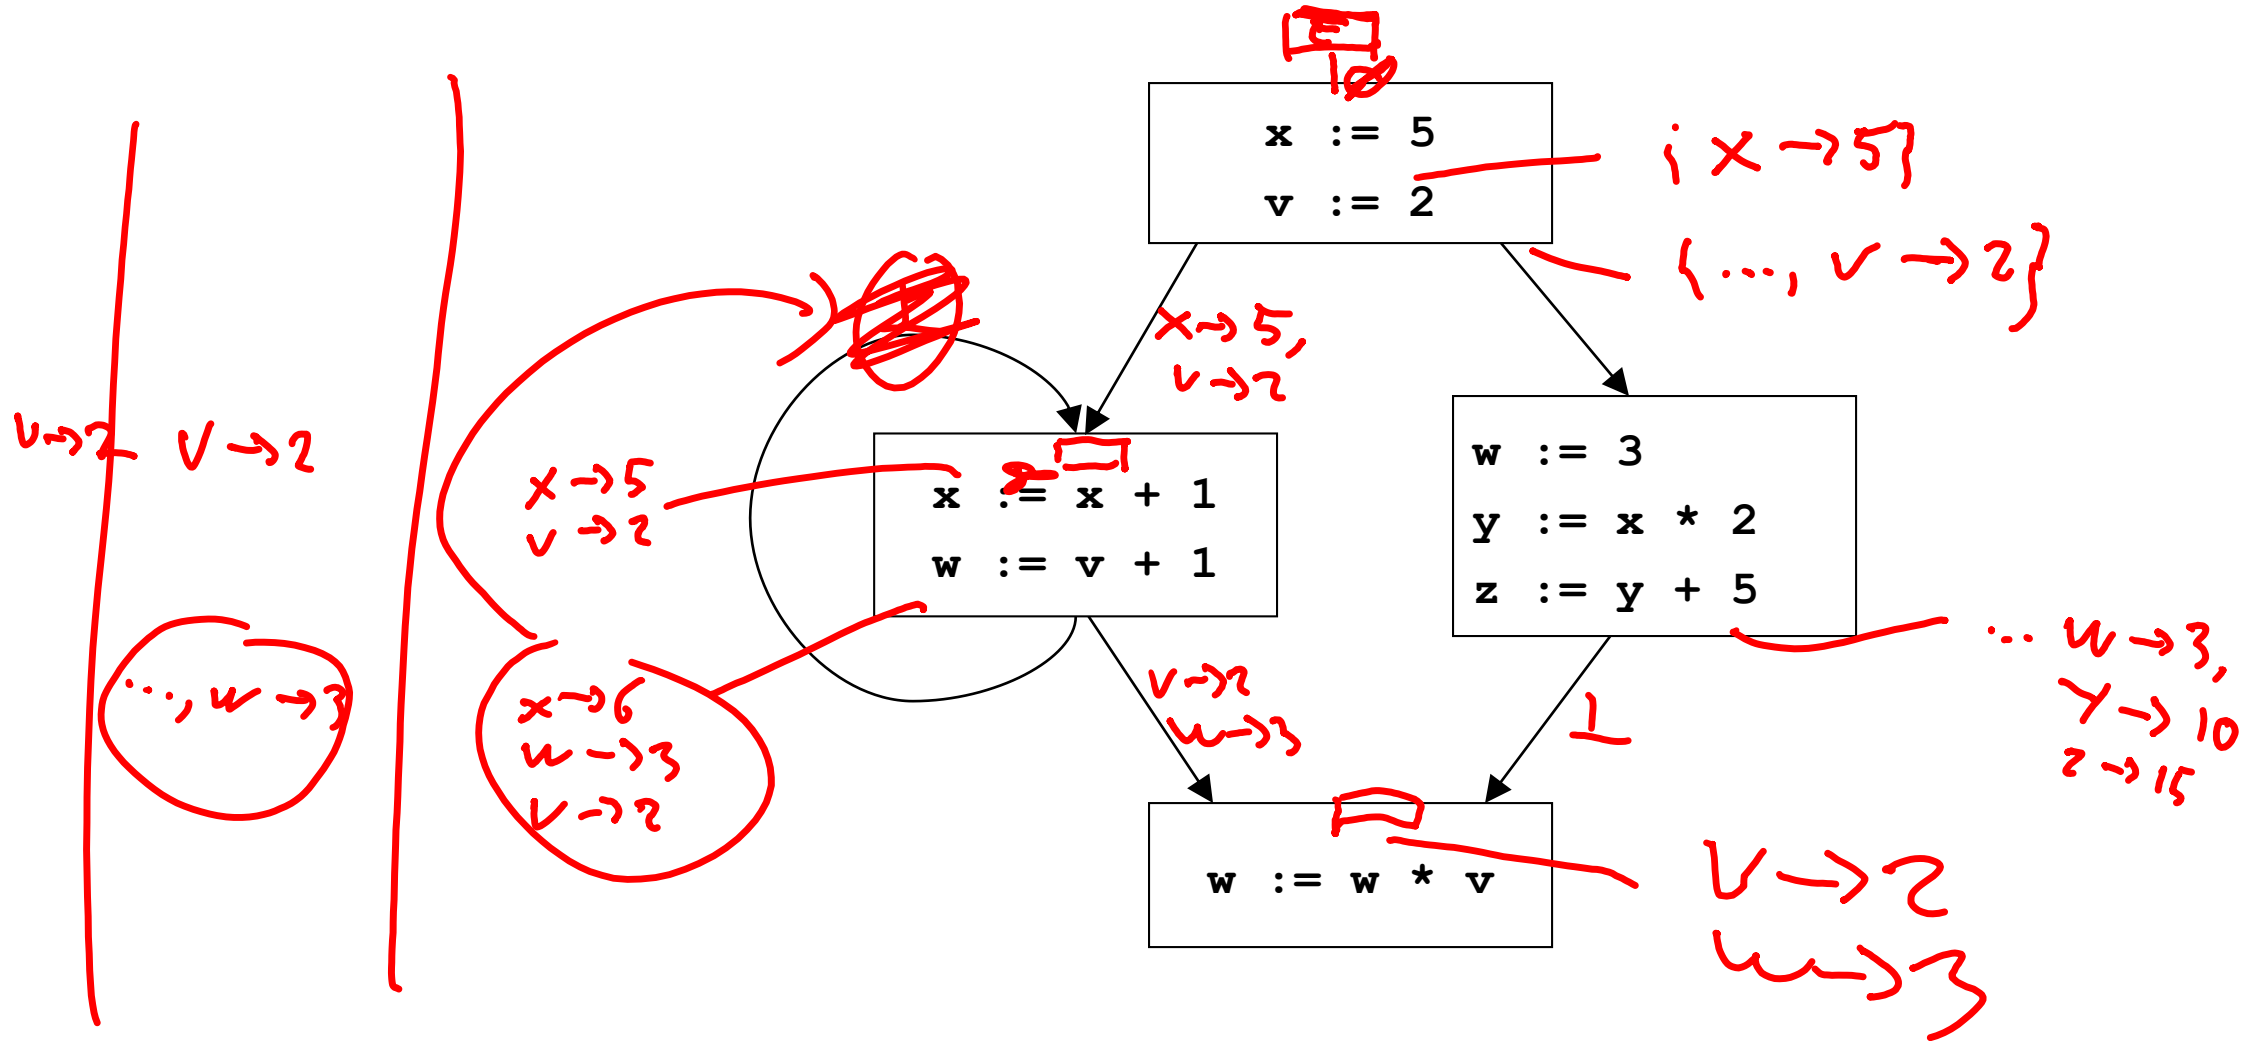 x := 5
v := 2
{ x → 5}
{ ..., v → 2}
x → 5,
v → 2
v → 2
v → 2
x → 5
v → 2
x := x + 1
w := v + 1
w := 3
y := x * 2
z := y + 5
..., w → 3
x → 6
w → 3
v → 2
v → 2
w → 3
⊥
... w → 3,
y → 10
z → 15
w := w * v
v → 2
w → 3